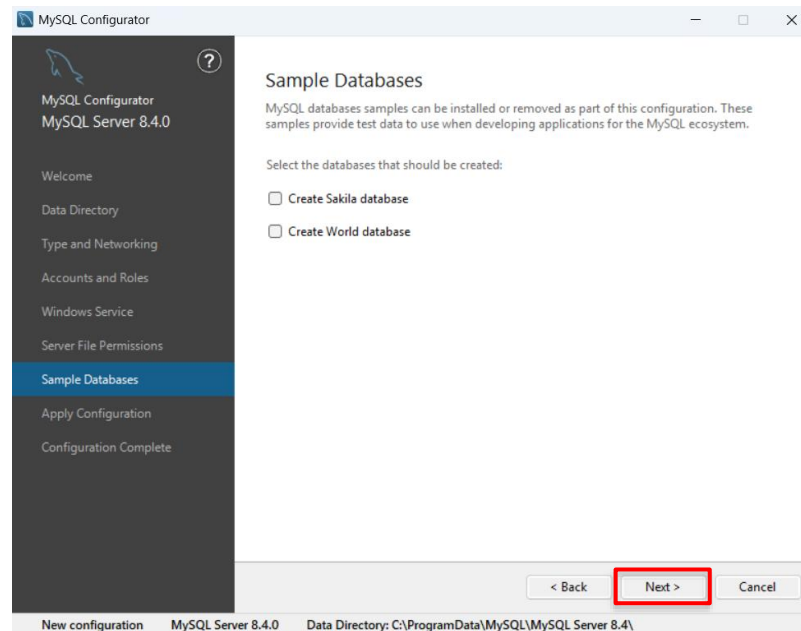 MySQL Configurator
?
MySQL Configurator
MySQL Server 8.4.0
Welcome
Data Directory
Type and Networking
Accounts and Roles
Windows Service
Server File Permissions
Sample Databases
Apply Configuration
Configuration Complete
Sample Databases
MySQL databases samples can be installed or removed as part of this configuration. These
samples provide test data to use when developing applications for the MySQL ecosystem.
Select the databases that should be created:
Create Sakila database
Create World database
< Back Next > Cancel
New configuration MySQL Server 8.4.0 Data Directory: C:\ProgramData\MySQL\MySQL Server 8.4\